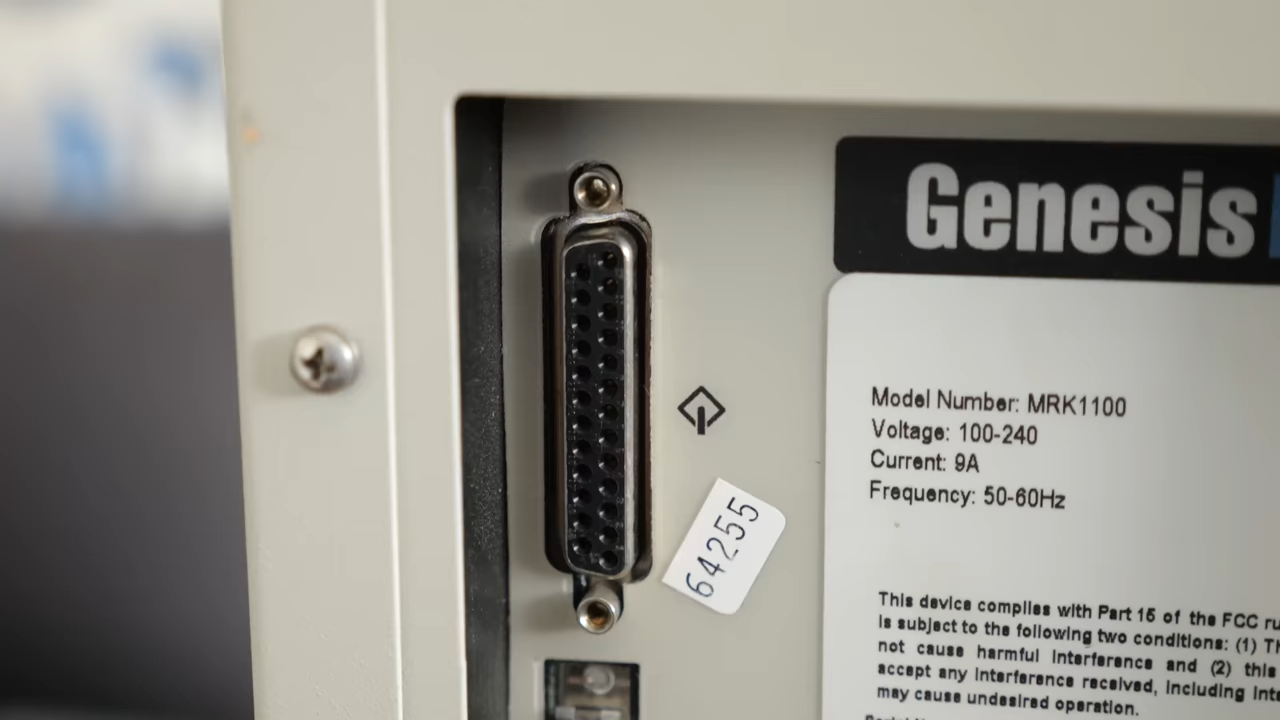 Genesis
Model Number: MRK1100
Voltage: 100-240
Current: 9A
Frequency: 50-60Hz
64255
This device complies with Part 15 of the FCC
is subject to the following two conditions: (1)
not cause harmful interference and (2) this
accept any interference received, including
may cause undesired operation.